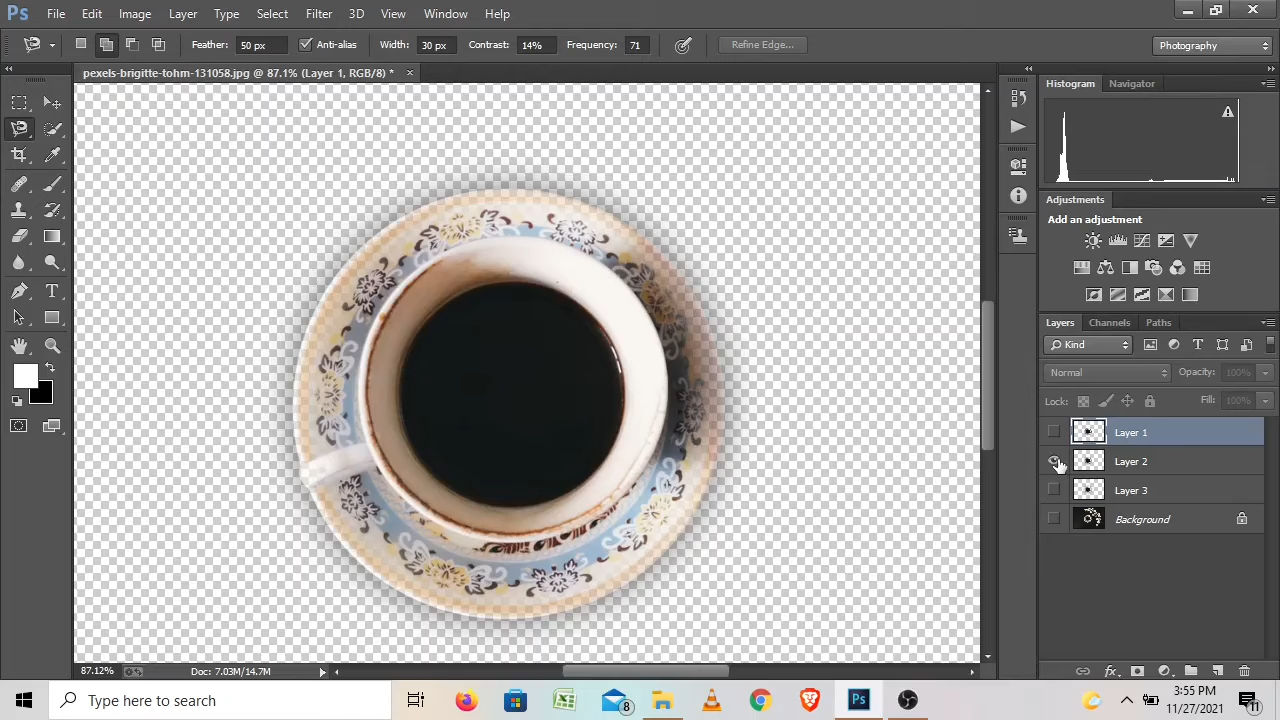 Ps File Edit Image Layer Type Select Filter 3D View Window Help
Feather: 50 px Anti-alias Width: 30 px Contrast: 14% Frequency: 71 Refine Edge... Photography
pexels-brigitte-tohm-131058.jpg @ 87.1% (Layer 1, RGB/8) * ×
Histogram Navigator
Adjustments
Add an adjustment
Layers Channels Paths
Kind
Normal Opacity: 100%
Lock: Fill: 100%
Layer 1
Layer 2
Layer 3
Background
87.12% Doc: 7.03M/14.7M
Type here to search
8
Ps
3:55 PM
11/27/2021
11